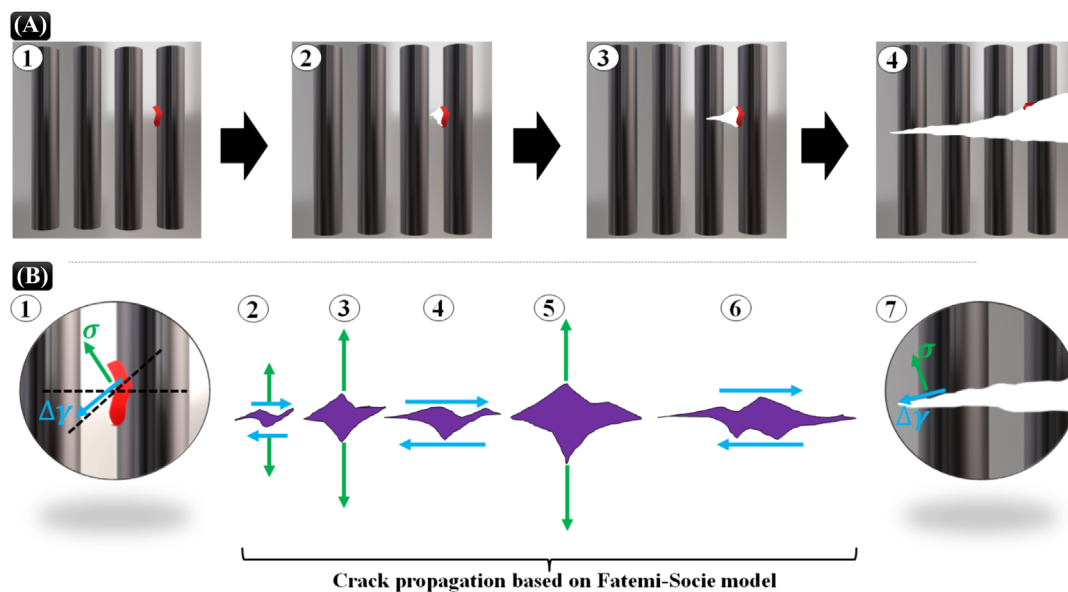 (A)
1
2
3
4
(B)
1
2
3
4
5
6
7
σ
Δγ
σ
Δγ
Crack propagation based on Fatemi-Socie model